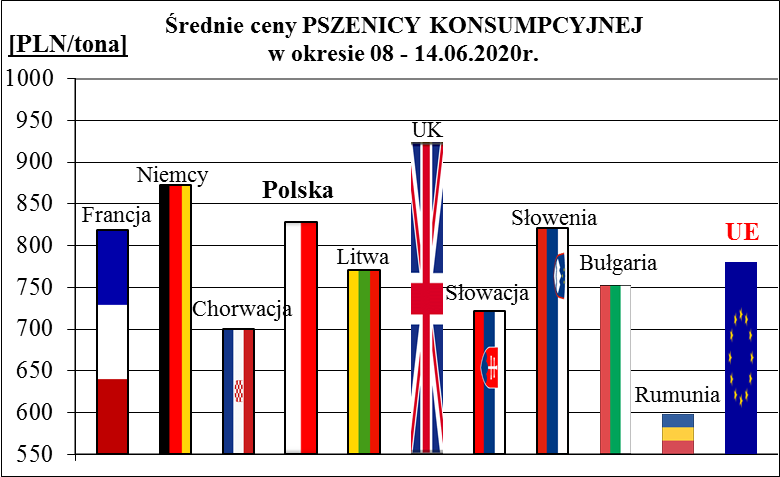 Średnie ceny PSZENICY KONSUMPCYJNEJ
w okresie 08 - 14.06.2020r.
[PLN/tona]
1000
950
900
850
800
750
700
650
600
550
Francja
Niemcy
Chorwacja
Polska
Litwa
UK
Słowacja
Słowenia
Bułgaria
Rumunia
UE